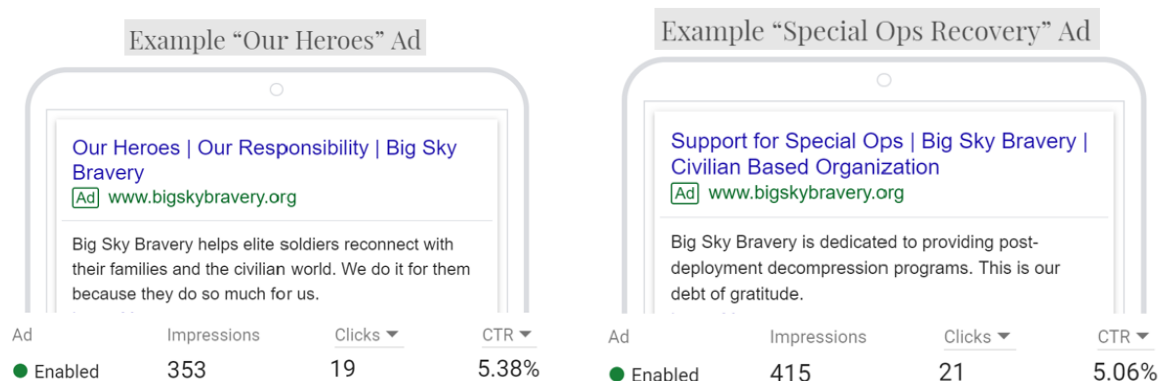 Example “Our Heroes” Ad
Our Heroes | Our Responsibility | Big Sky
Bravery
Ad www.bigskybravery.org
Big Sky Bravery helps elite soldiers reconnect with
their families and the civilian world. We do it for them
because they do so much for us.
Ad Impressions Clicks CTR
Enabled 353 19 5.38%
Example “Special Ops Recovery” Ad
Support for Special Ops | Big Sky Bravery |
Civilian Based Organization
Ad www.bigskybravery.org
Big Sky Bravery is dedicated to providing post-
deployment decompression programs. This is our
debt of gratitude.
Ad Impressions Clicks CTR
Enabled 415 21 5.06%